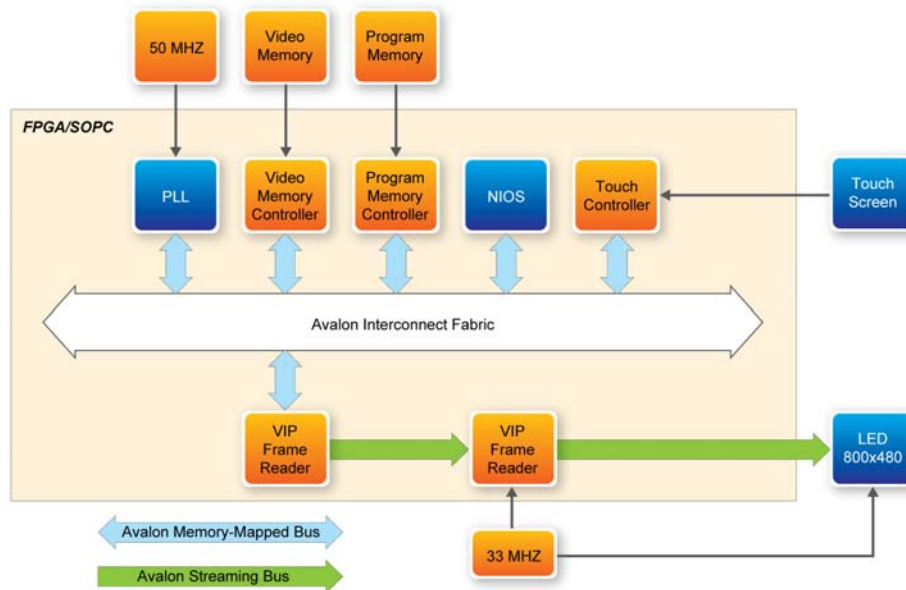 50 MHZ
Video
Memory
Program
Memory
FPGA/SOPC
PLL
Video
Memory
Controller
Program
Memory
Controller
NIOS
Touch
Controller
Touch
Screen
Avalon Interconnect Fabric
VIP
Frame
Reader
VIP
Frame
Reader
LED
800x480
Avalon Memory-Mapped Bus
33 MHZ
Avalon Streaming Bus